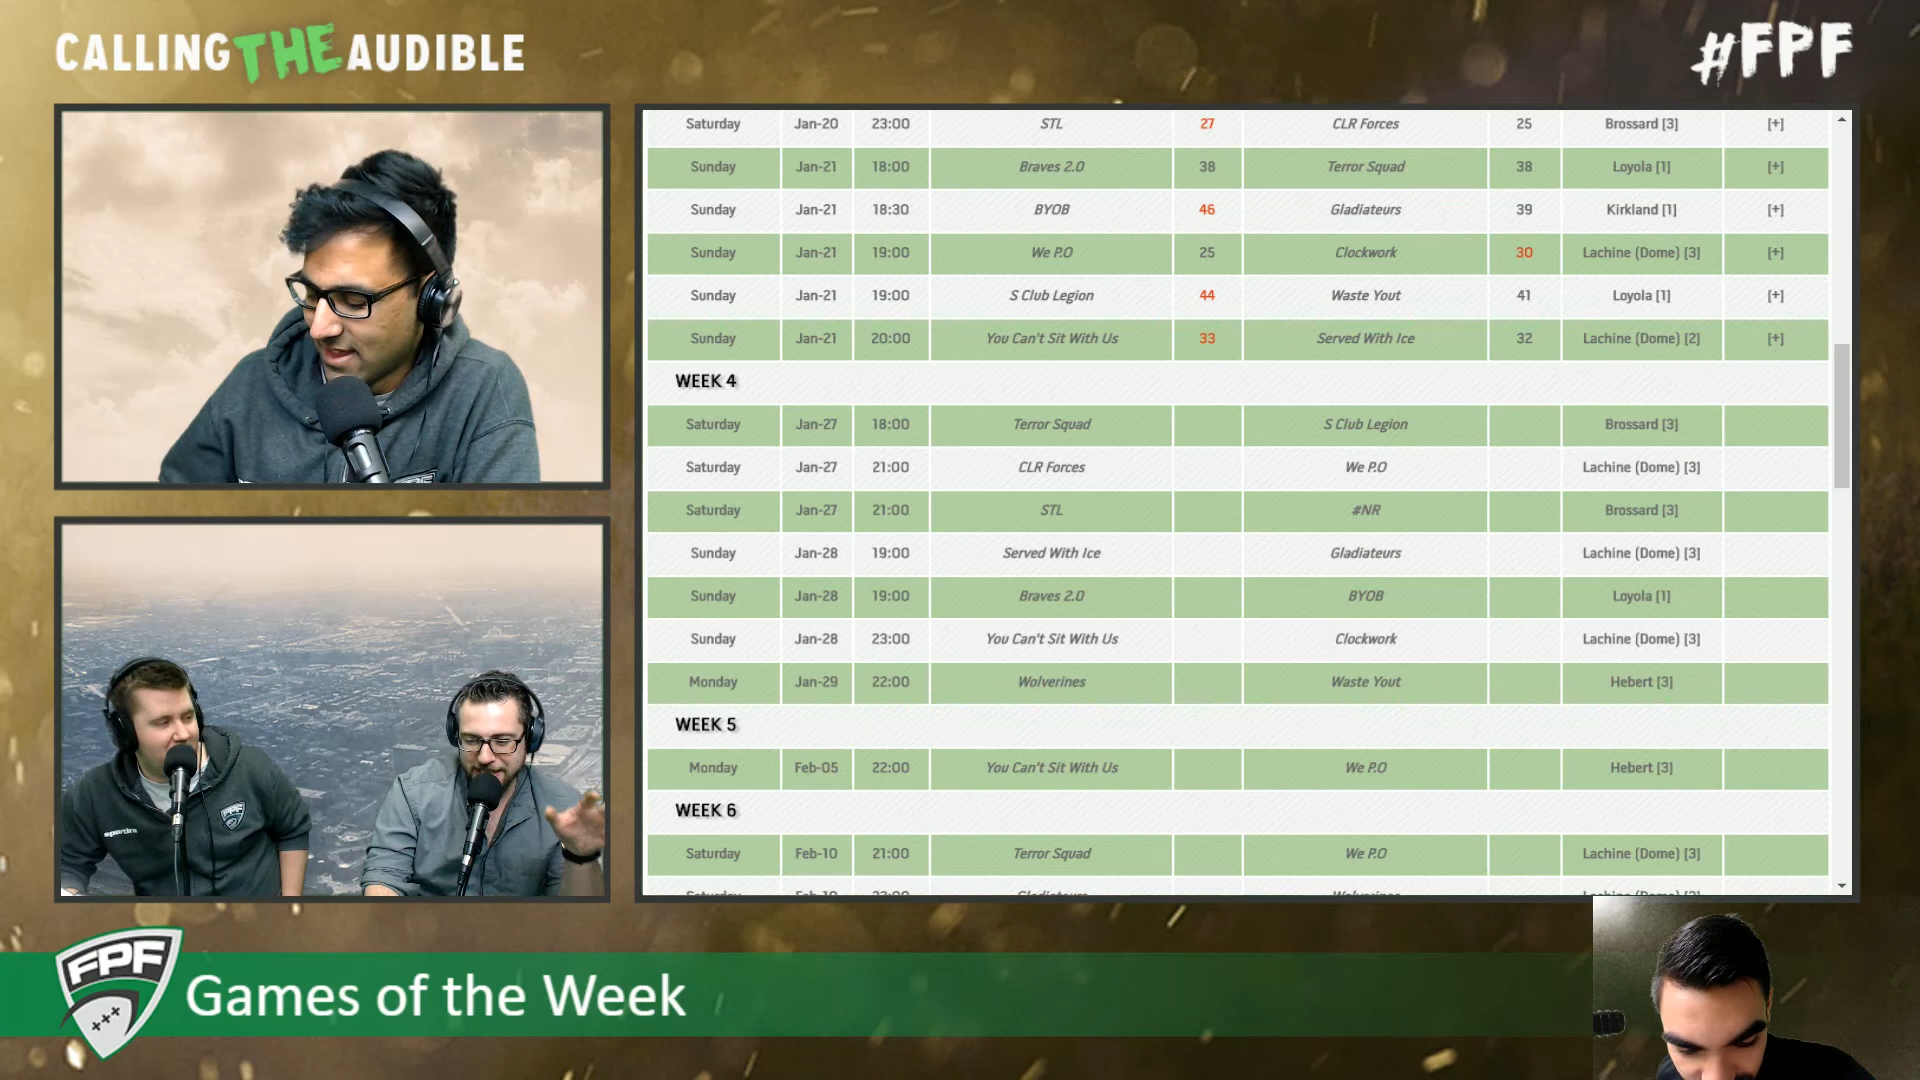 CALLING THE AUDIBLE
#FPF
Saturday Jan-20 23:00 STL 27 CLR Forces 25 Brossard [3] [+]
Sunday Jan-21 18:00 Braves 2.0 38 Terror Squad 38 Loyola [1] [+]
Sunday Jan-21 18:30 BYOB 46 Gladiateurs 39 Kirkland [1] [+]
Sunday Jan-21 19:00 We P.O 25 Clockwork 30 Lachine (Dome) [3] [+]
Sunday Jan-21 19:00 S Club Legion 44 Waste Yout 41 Loyola [1] [+]
Sunday Jan-21 20:00 You Can't Sit With Us 33 Served With Ice 32 Lachine (Dome) [2] [+]
WEEK 4
Saturday Jan-27 18:00 Terror Squad S Club Legion Brossard [3]
Saturday Jan-27 21:00 CLR Forces We P.O Lachine (Dome) [3]
Saturday Jan-27 21:00 STL #NR Brossard [3]
Sunday Jan-28 19:00 Served With Ice Gladiateurs Lachine (Dome) [3]
Sunday Jan-28 19:00 Braves 2.0 BYOB Loyola [1]
Sunday Jan-28 23:00 You Can't Sit With Us Clockwork Lachine (Dome) [3]
Monday Jan-29 22:00 Wolverines Waste Yout Hebert [3]
WEEK 5
Monday Feb-05 22:00 You Can't Sit With Us We P.O Hebert [3]
WEEK 6
Saturday Feb-10 21:00 Terror Squad We P.O Lachine (Dome) [3]
sportira
FPF
FPF
Games of the Week